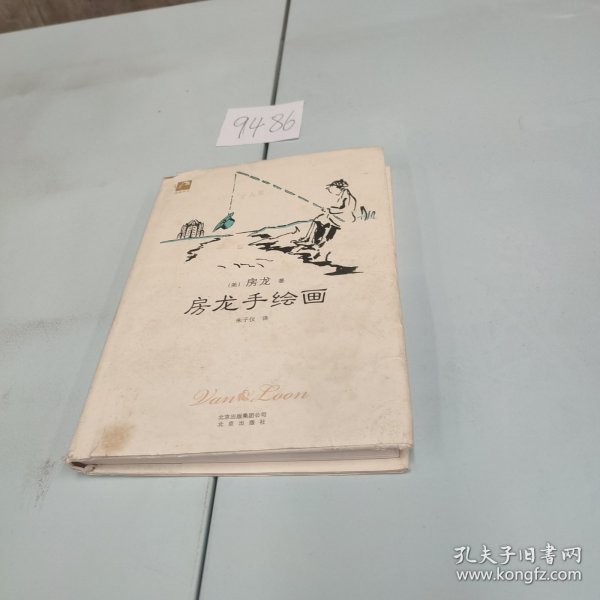 9486
(美) 房龙 著
房龙手绘画
朱子仪 译
Van Loon
北京出版集团公司
北京出版社
孔夫子旧书网
www.kongfz.com